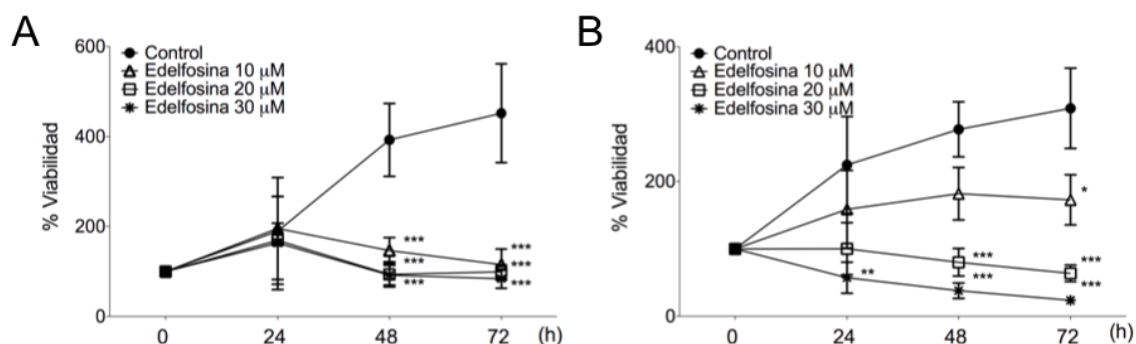 A
% Viabilidad
600
400
200
0
Control
Edelfosina 10 μM
Edelfosina 20 μM
Edelfosina 30 μM
***
***
***
***
***
***
0 24 48 72 (h)
B
% Viabilidad
400
200
0
Control
Edelfosina 10 μM
Edelfosina 20 μM
Edelfosina 30 μM
*
**
***
***
***
***
0 24 48 72 (h)